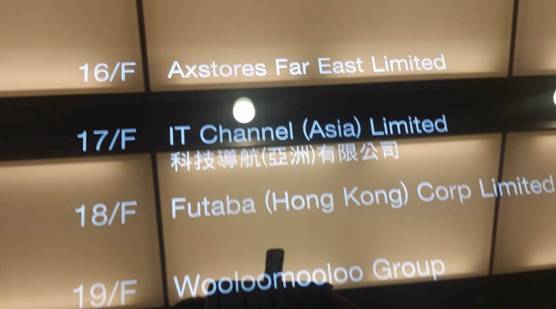 16/F Axstores Far East Limited
17/F IT Channel (Asia) Limited
科技導航(亞洲)有限公司
18/F Futaba (Hong Kong) Corp Limited
19/F Wooloomooloo Group